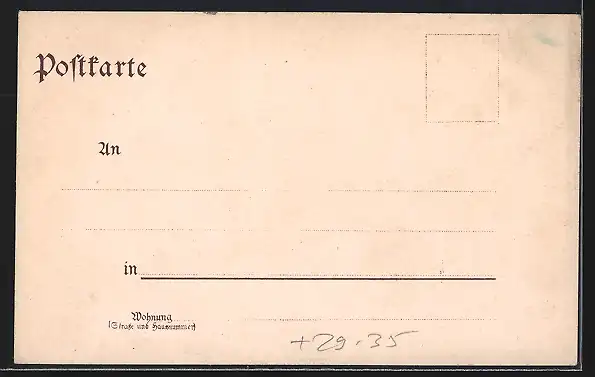 Postkarte
An
in
Wohnung
(Straße und Hausnummer)
+29.35